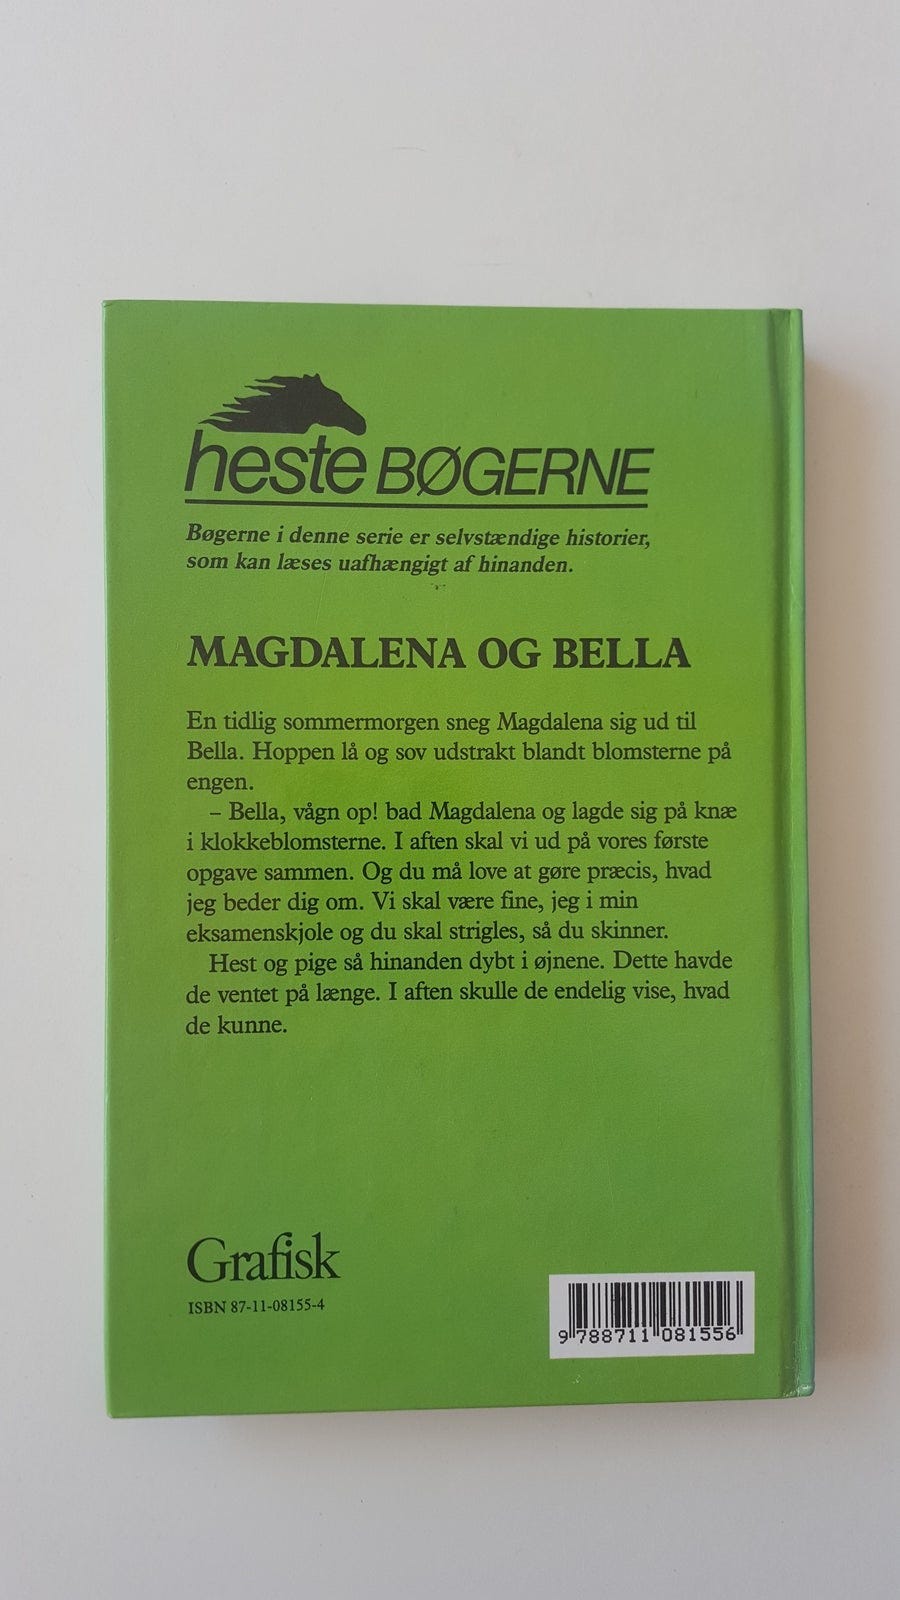 heste BØGERNE
Bøgerne i denne serie er selvstændige historier,
som kan læses uafhængigt af hinanden.
MAGDALENA OG BELLA
En tidlig sommermorgen sneg Magdalena sig ud til
Bella. Hoppen lå og sov udstrakt blandt blomsterne på
engen.
– Bella, vågn op! bad Magdalena og lagde sig på knæ
i klokkeblomsterne. I aften skal vi ud på vores første
opgave sammen. Og du må love at gøre præcis, hvad
jeg beder dig om. Vi skal være fine, jeg i min
eksamenskjole og du skal strigles, så du skinner.
Hest og pige så hinanden dybt i øjnene. Dette havde
de ventet på længe. I aften skulle de endelig vise, hvad
de kunne.
Grafisk
ISBN 87-11-08155-4
9 788711 081556